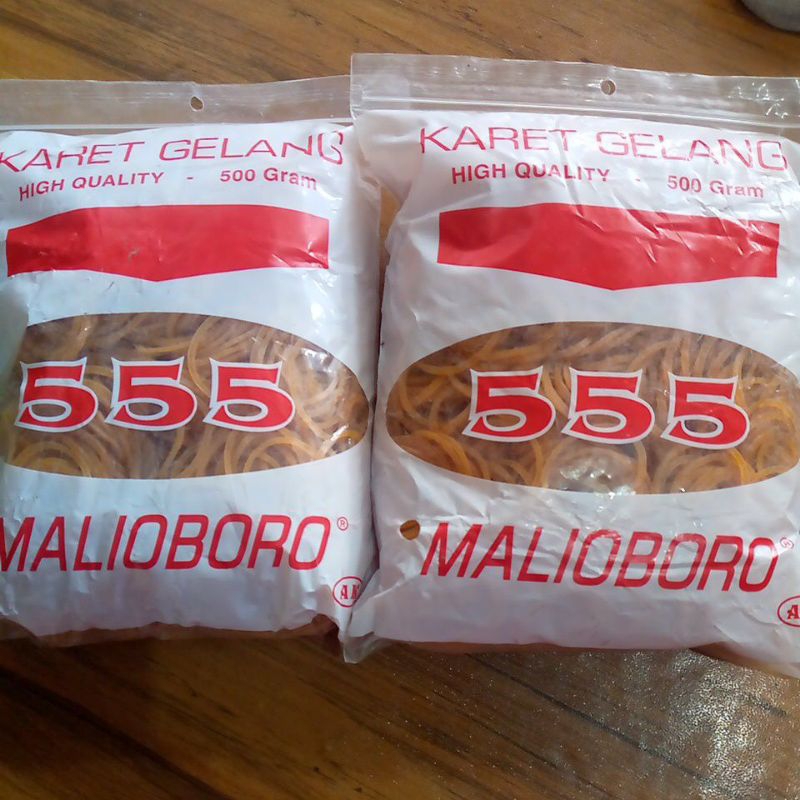 KARET GELANG
HIGH QUALITY - 500 Gram
555
MALIOBORO®
KARET GELANG
HIGH QUALITY - 500 Gram
555
MALIOBORO®